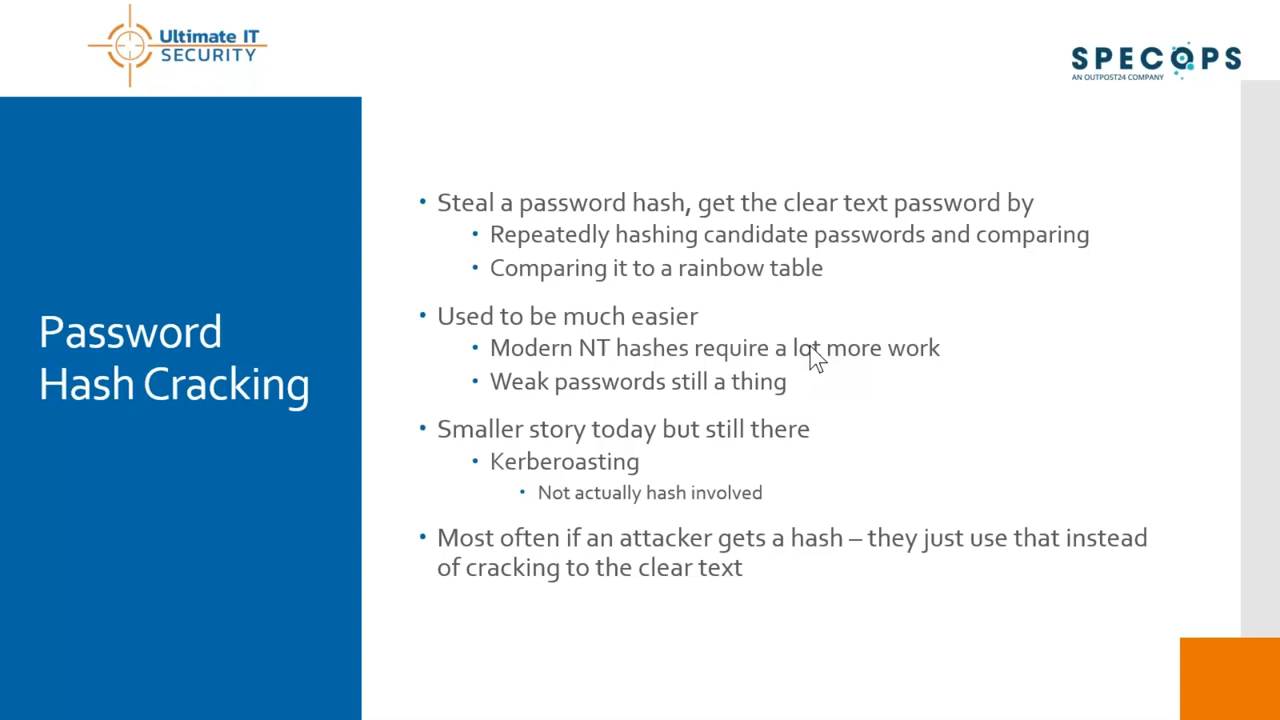 Ultimate IT
SECURITY
SPECOPS
AN OUTPOST24 COMPANY
Password
Hash Cracking
• Steal a password hash, get the clear text password by
• Repeatedly hashing candidate passwords and comparing
• Comparing it to a rainbow table
• Used to be much easier
• Modern NT hashes require a lot more work
• Weak passwords still a thing
• Smaller story today but still there
• Kerberoasting
• Not actually hash involved
• Most often if an attacker gets a hash – they just use that instead
of cracking to the clear text